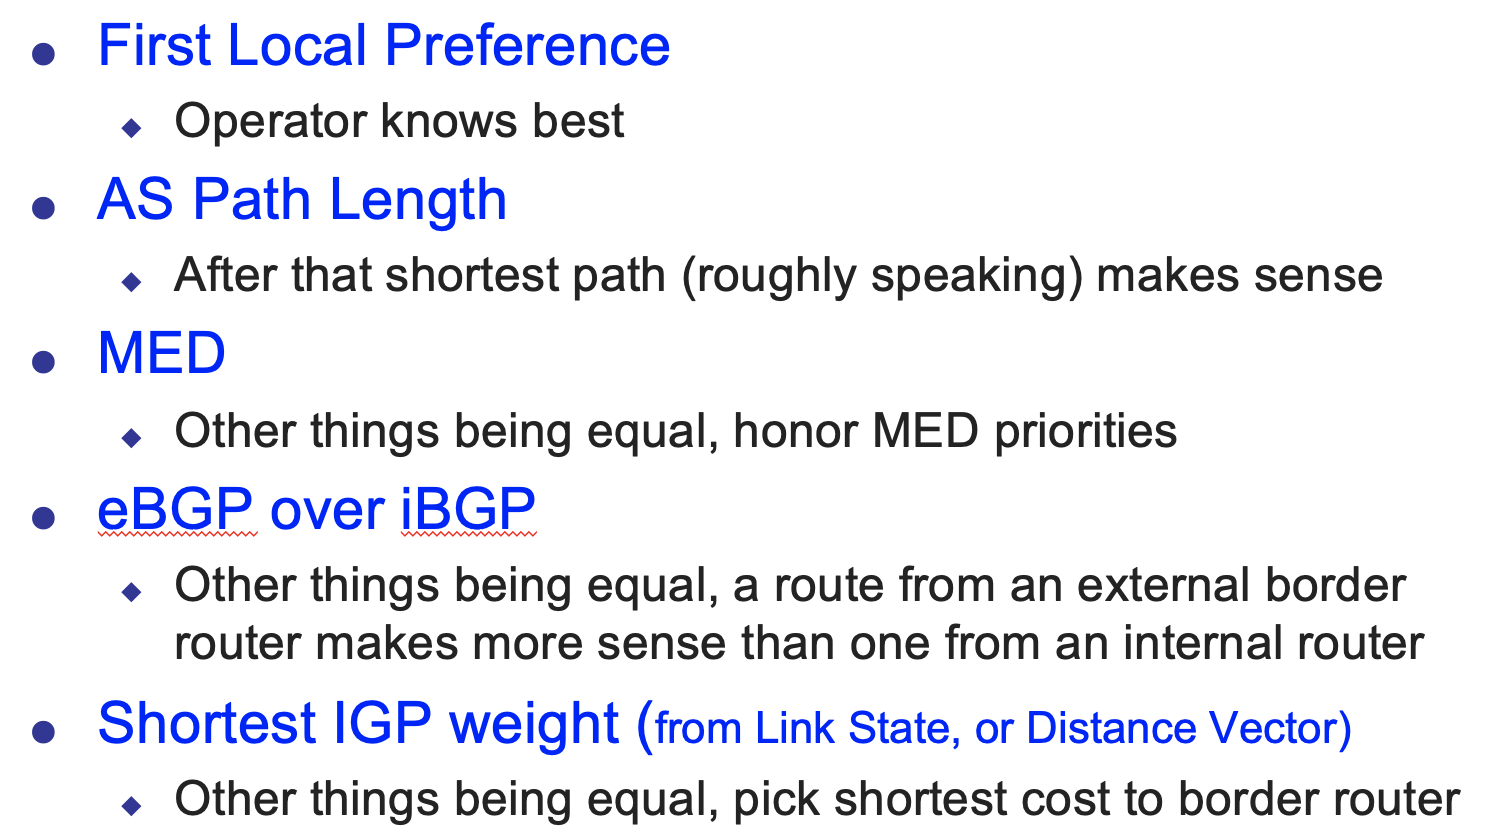 First Local Preference
Operator knows best
AS Path Length
After that shortest path (roughly speaking) makes sense
MED
Other things being equal, honor MED priorities
eBGP over iBGP
Other things being equal, a route from an external border
router makes more sense than one from an internal router
Shortest IGP weight (from Link State, or Distance Vector)
Other things being equal, pick shortest cost to border router